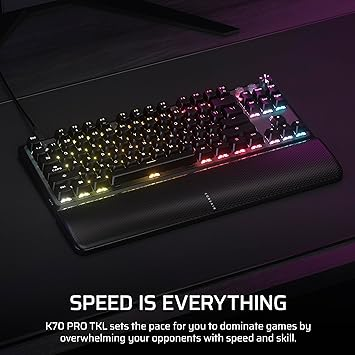 CORSAIR
SPEED IS EVERYTHING
K70 PRO TKL sets the pace for you to dominate games by
overwhelming your opponents with speed and skill.